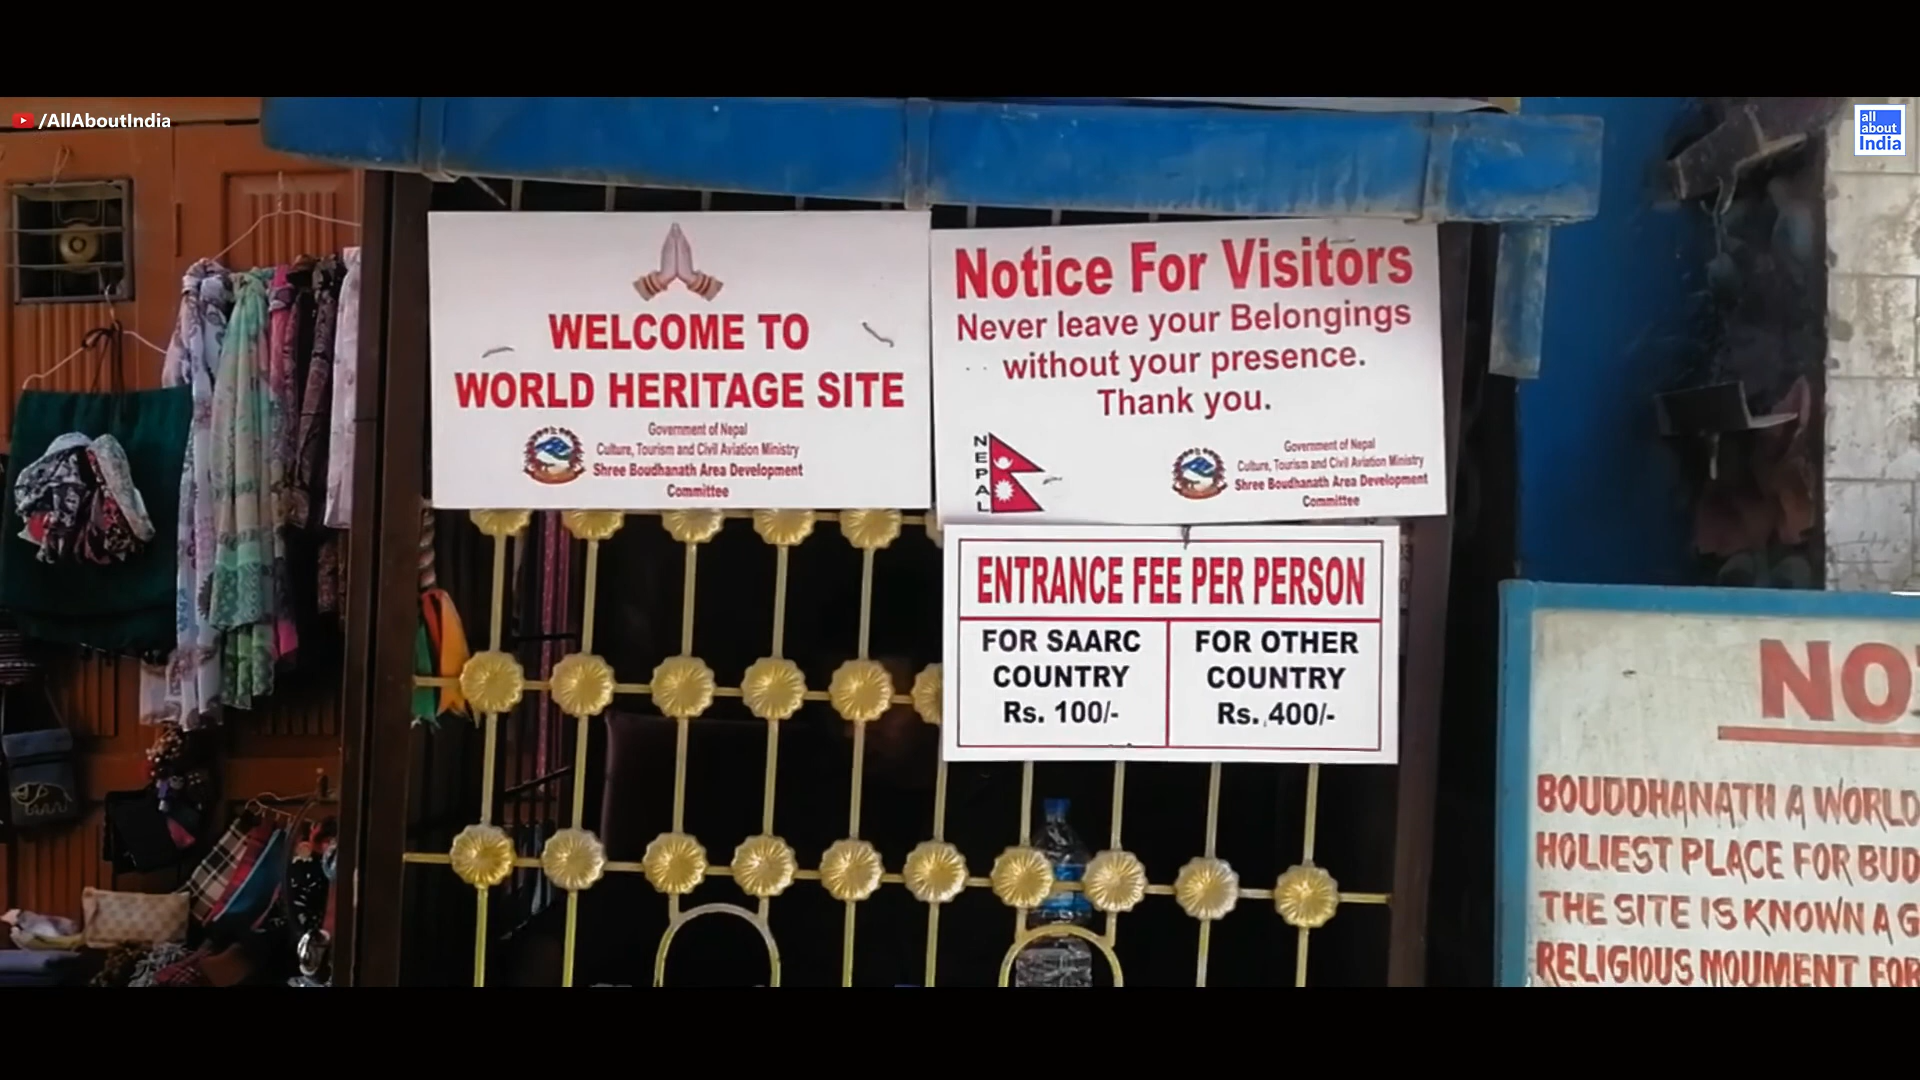 /AllAboutIndia
all
about
India
WELCOME TO
WORLD HERITAGE SITE
Government of Nepal
Culture, Tourism and Civil Aviation Ministry
Shree Boudhanath Area Development
Committee
Notice For Visitors
Never leave your Belongings
without your presence.
Thank you.
NEPAL
Government of Nepal
Culture, Tourism and Civil Aviation Ministry
Shree Boudhanath Area Development
Committee
ENTRANCE FEE PER PERSON
FOR SAARC
COUNTRY
Rs. 100/-
FOR OTHER
COUNTRY
Rs. 400/-
NO
BOUDDHANATH A WORLD
HOLIEST PLACE FOR BUD
THE SITE IS KNOWN A G
RELIGIOUS MOUMENT FOR